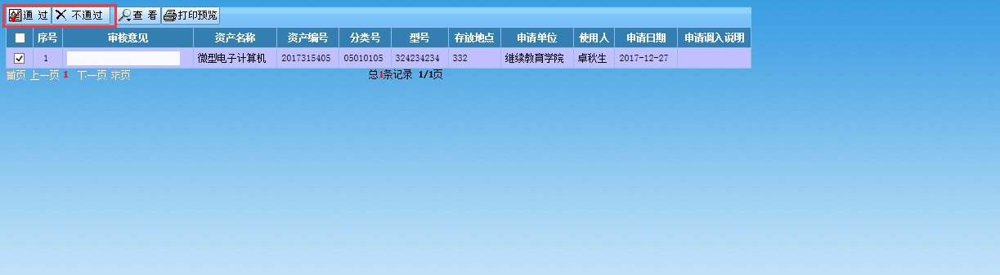 通 过 不通过 查 看 打印预览
序号 审核意见 资产名称 资产编号 分类号 型号 存放地点 申请单位 使用人 申请日期 申请调入说明
1 微型电子计算机 2017315405 05010105 324234234 332 继续教育学院 卓秋生 2017-12-27
首页 上一页 1 下一页 末页 总1条记录 1/1页